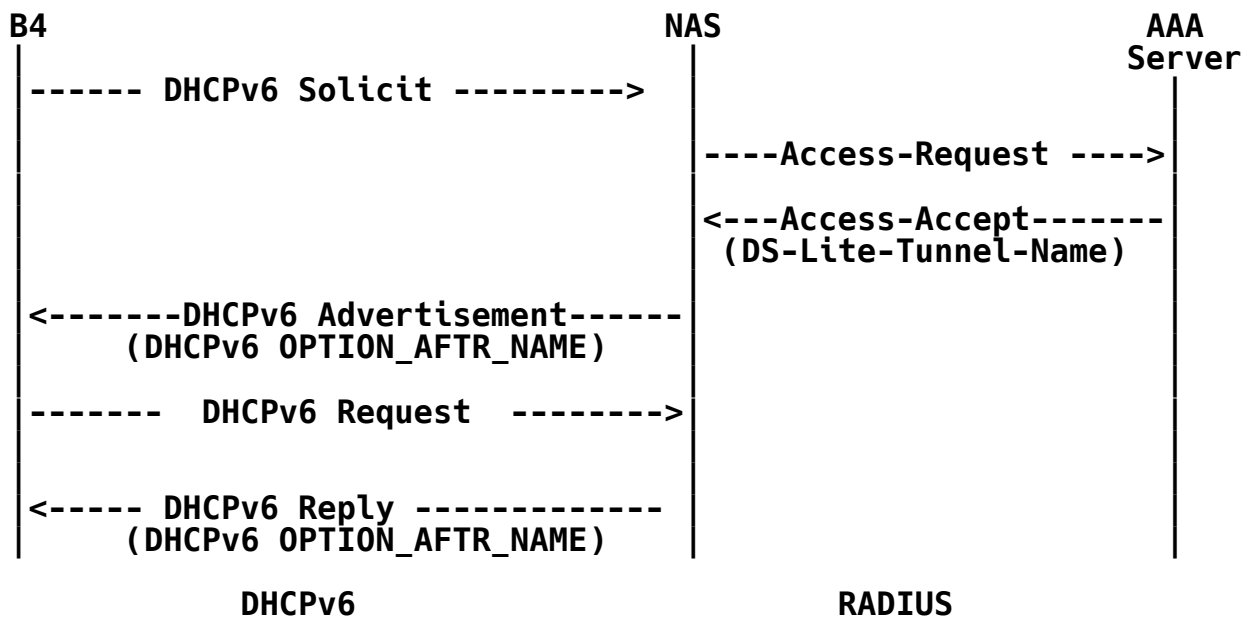 B4 NAS AAA
Server
------ DHCPv6 Solicit --------->
----Access-Request ---->
<---Access-Accept-------
(DS-Lite-Tunnel-Name)
<-------DHCPv6 Advertisement------
(DHCPv6 OPTION_AFTR_NAME)
------- DHCPv6 Request -------->
<----- DHCPv6 Reply -------------
(DHCPv6 OPTION_AFTR_NAME)
DHCPv6 RADIUS